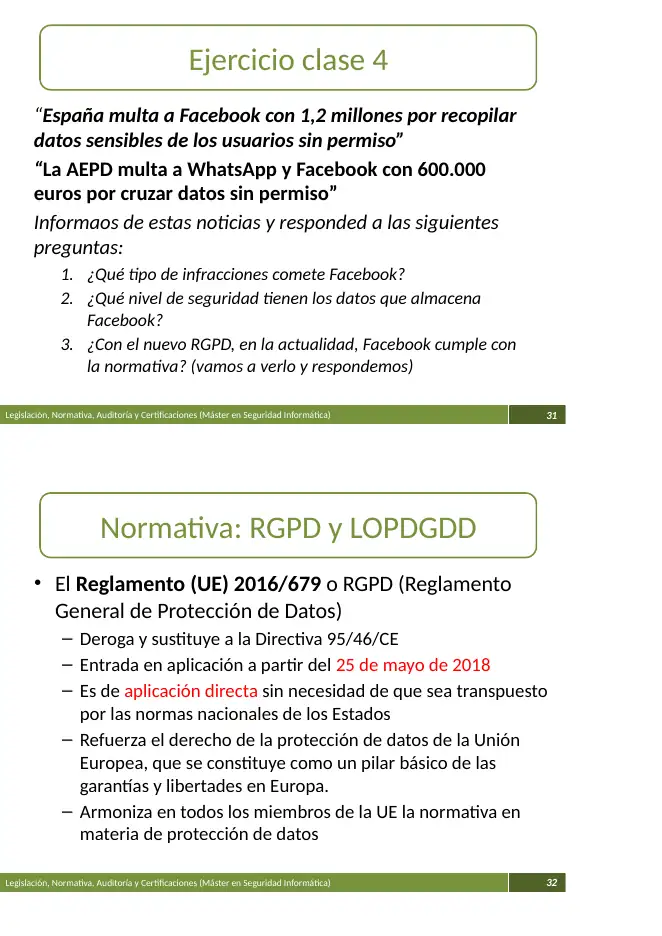 Ejercicio clase 4
“España multa a Facebook con 1,2 millones por recopilar
datos sensibles de los usuarios sin permiso”
“La AEPD multa a WhatsApp y Facebook con 600.000
euros por cruzar datos sin permiso”
Informaos de estas noticias y responded a las siguientes
preguntas:
1. ¿Qué tipo de infracciones comete Facebook?
2. ¿Qué nivel de seguridad tienen los datos que almacena
Facebook?
3. ¿Con el nuevo RGPD, en la actualidad, Facebook cumple con
la normativa? (vamos a verlo y respondemos)
Legislación, Normativa, Auditoría y Certificaciones (Máster en Seguridad Informática) 31
Normativa: RGPD y LOPDGDD
• El Reglamento (UE) 2016/679 o RGPD (Reglamento
General de Protección de Datos)
– Deroga y sustituye a la Directiva 95/46/CE
– Entrada en aplicación a partir del 25 de mayo de 2018
– Es de aplicación directa sin necesidad de que sea transpuesto
por las normas nacionales de los Estados
– Refuerza el derecho de la protección de datos de la Unión
Europea, que se constituye como un pilar básico de las
garantías y libertades en Europa.
– Armoniza en todos los miembros de la UE la normativa en
materia de protección de datos
Legislación, Normativa, Auditoría y Certificaciones (Máster en Seguridad Informática) 32